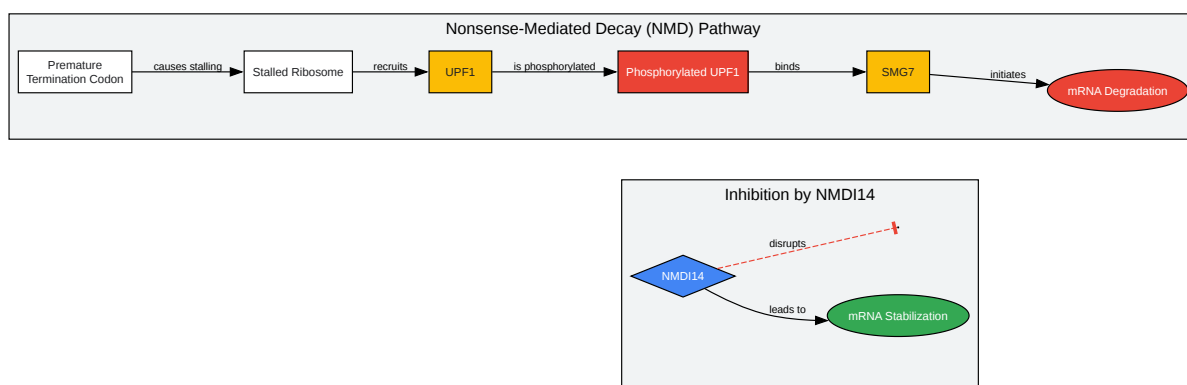 Nonsense-Mediated Decay (NMD) Pathway
Premature
Termination Codon
causes stalling
Stalled Ribosome
recruits
UPF1
is phosphorylated
Phosphorylated UPF1
binds
SMG7
initiates
mRNA Degradation
Inhibition by NMDI14
disrupts
NMDI14
leads to
mRNA Stabilization